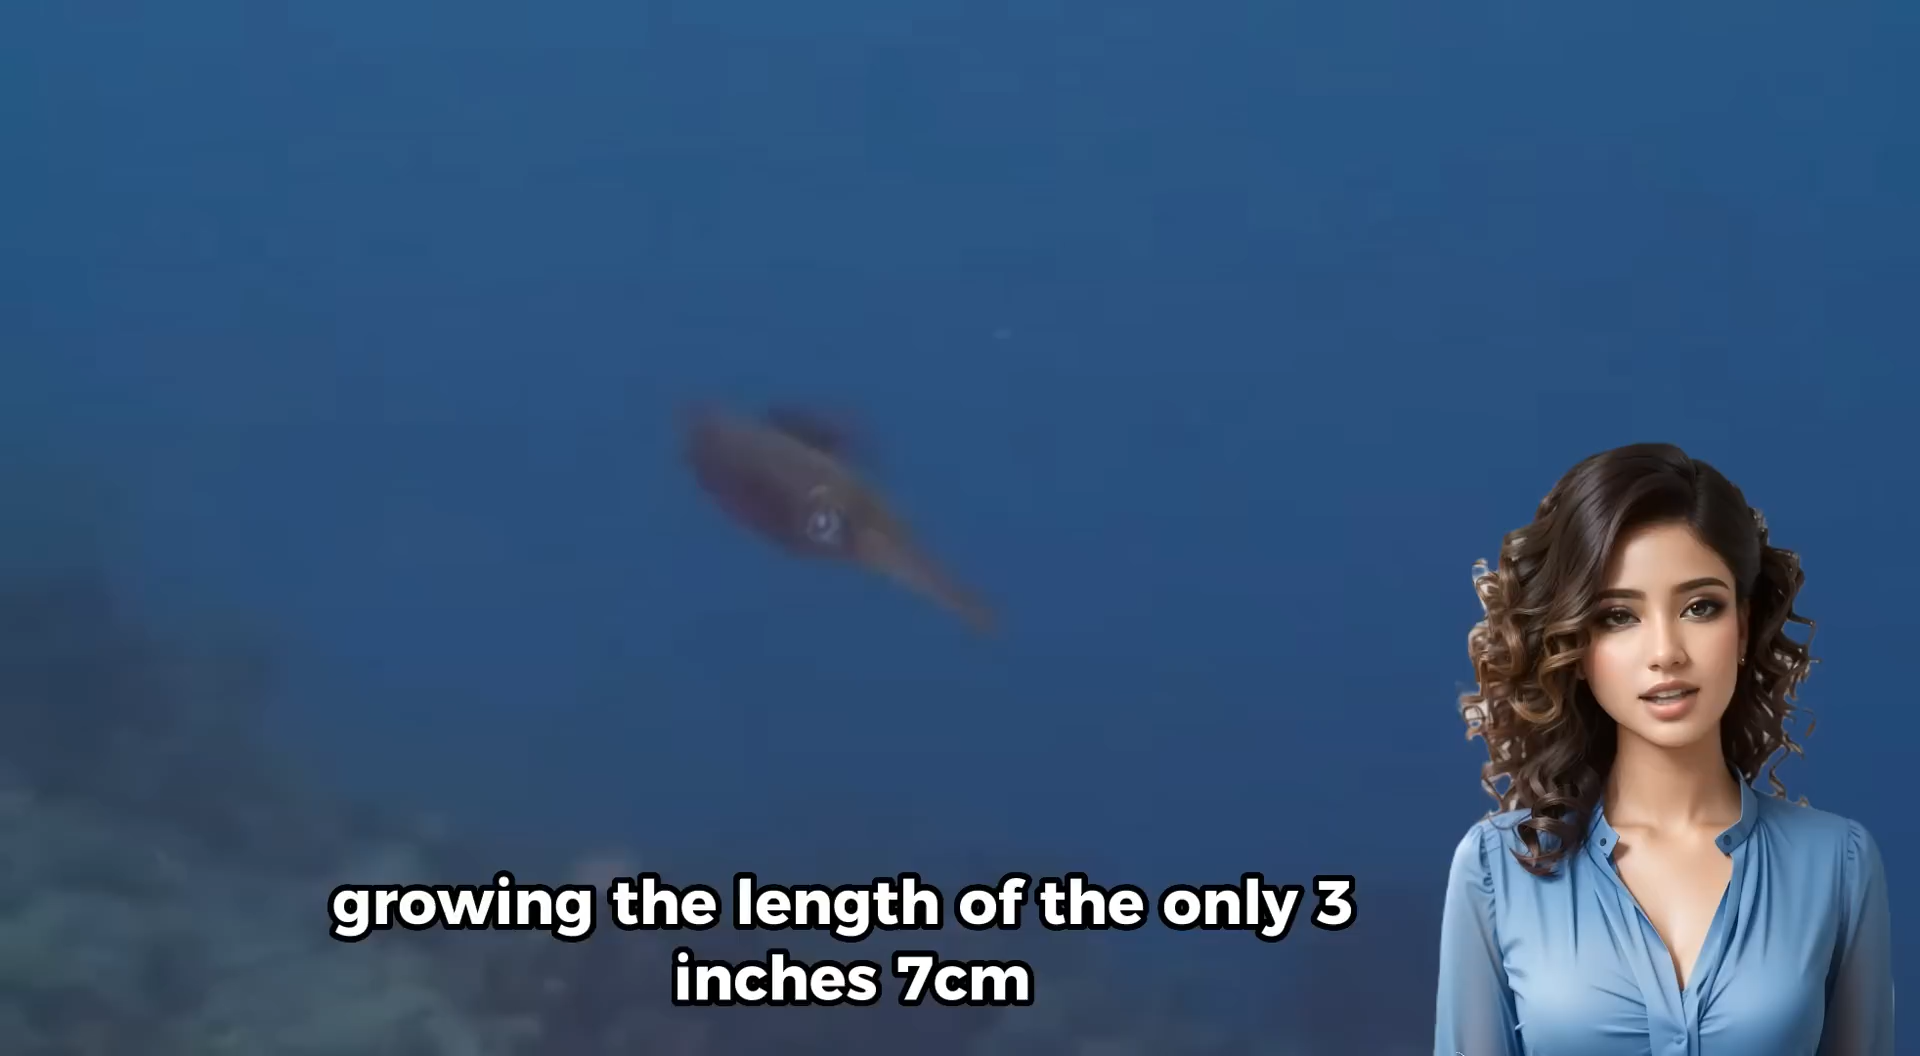 growing the length of the only 3
inches 7cm